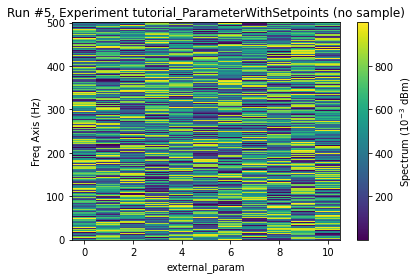 Run #5, Experiment tutorial_ParameterWithSetpoints (no sample)
500
400
300
200
100
0
Freq Axis (Hz)
0 2 4 6 8 10
external_param
800
600
400
200
Spectrum (10⁻³ dBm)